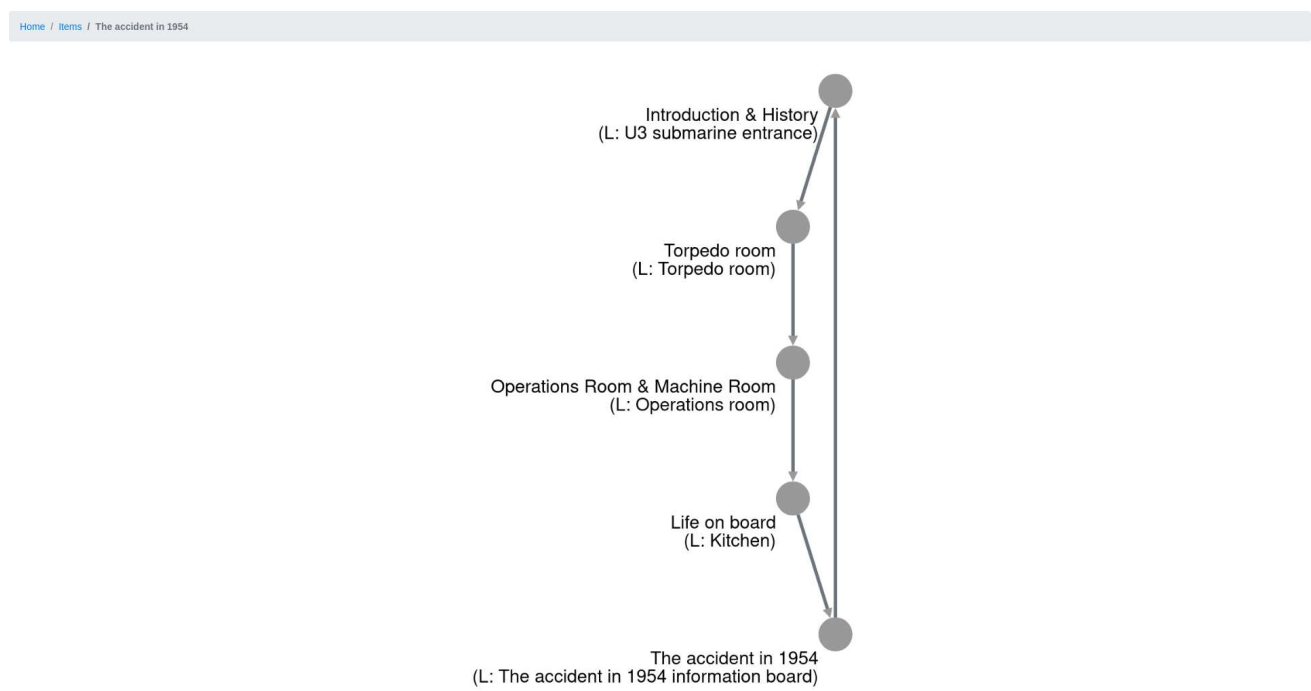 Home / Items / The accident in 1954
Introduction & History
(L: U3 submarine entrance)
Torpedo room
(L: Torpedo room)
Operations Room & Machine Room
(L: Operations room)
Life on board
(L: Kitchen)
The accident in 1954
(L: The accident in 1954 information board)